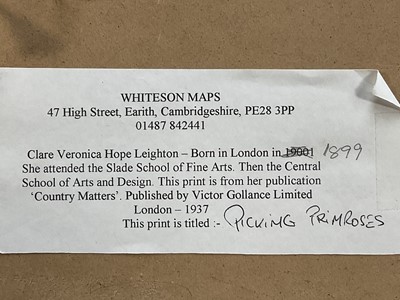 WHITESON MAPS
47 High Street, Earith, Cambridgeshire, PE28 3PP
01487 842441
Clare Veronica Hope Leighton – Born in London in 1899
She attended the Slade School of Fine Arts. Then the Central
School of Arts and Design. This print is from her publication
'Country Matters'. Published by Victor Gollance Limited
London – 1937
This print is titled :- PICKING PRIMROSES